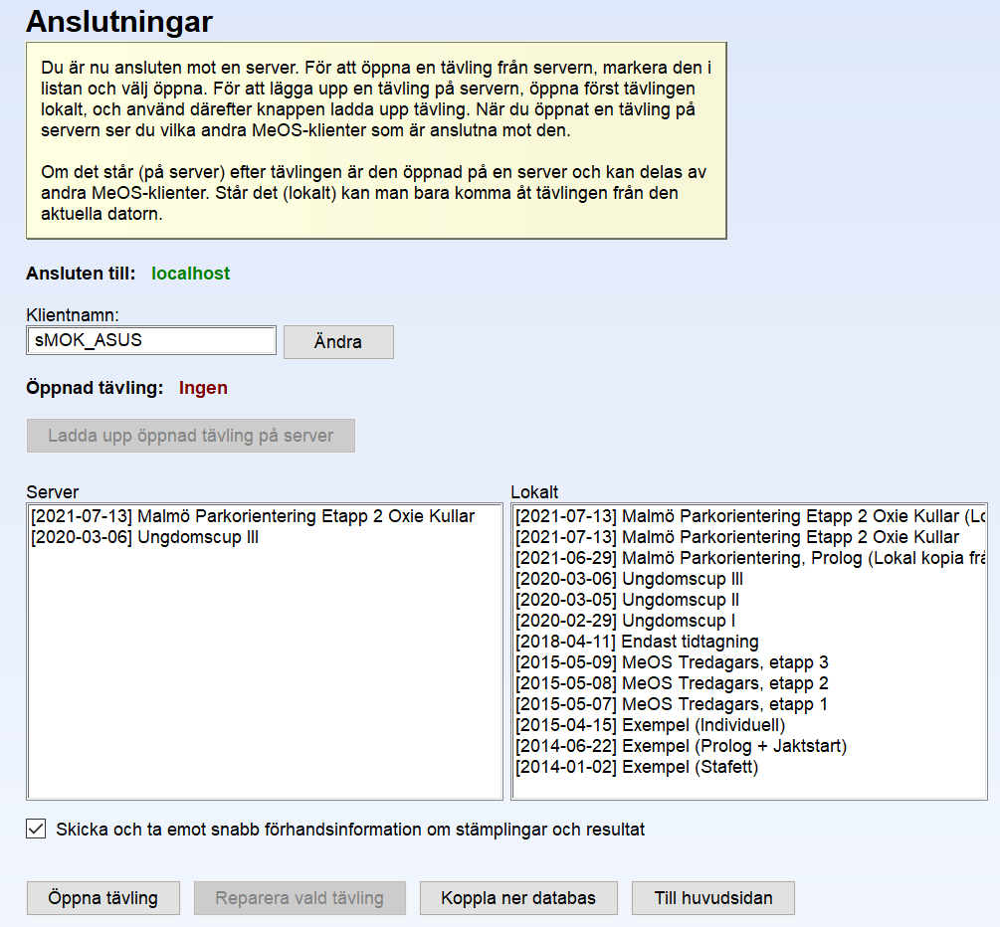 Anslutningar
Du är nu ansluten mot en server. För att öppna en tävling från servern, markera den i
listan och välj öppna. För att lägga upp en tävling på servern, öppna först tävlingen
lokalt, och använd därefter knappen ladda upp tävling. När du öppnat en tävling på
servern ser du vilka andra MeOS-klienter som är anslutna mot den.
Om det står (på server) efter tävlingen är den öppnad på en server och kan delas av
andra MeOS-klienter. Står det (lokalt) kan man bara komma åt tävlingen från den
aktuella datorn.
Ansluten till: localhost
Klientnamn:
sMOK_ASUS
Ändra
Öppnad tävling: Ingen
Ladda upp öppnad tävling på server
Server
[2021-07-13] Malmö Parkorientering Etapp 2 Oxie Kullar
[2020-03-06] Ungdomscup III
Lokalt
[2021-07-13] Malmö Parkorientering Etapp 2 Oxie Kullar (Lo
[2021-07-13] Malmö Parkorientering Etapp 2 Oxie Kullar
[2021-06-29] Malmö Parkorientering, Prolog (Lokal kopia frå
[2020-03-06] Ungdomscup III
[2020-03-05] Ungdomscup II
[2020-02-29] Ungdomscup I
[2018-04-11] Endast tidtagning
[2015-05-09] MeOS Tredagars, etapp 3
[2015-05-08] MeOS Tredagars, etapp 2
[2015-05-07] MeOS Tredagars, etapp 1
[2015-04-15] Exempel (Individuell)
[2014-06-22] Exempel (Prolog + Jaktstart)
[2014-01-02] Exempel (Stafett)
Skicka och ta emot snabb förhandsinformation om stämplingar och resultat
Öppna tävling
Reparera vald tävling
Koppla ner databas
Till huvudsidan